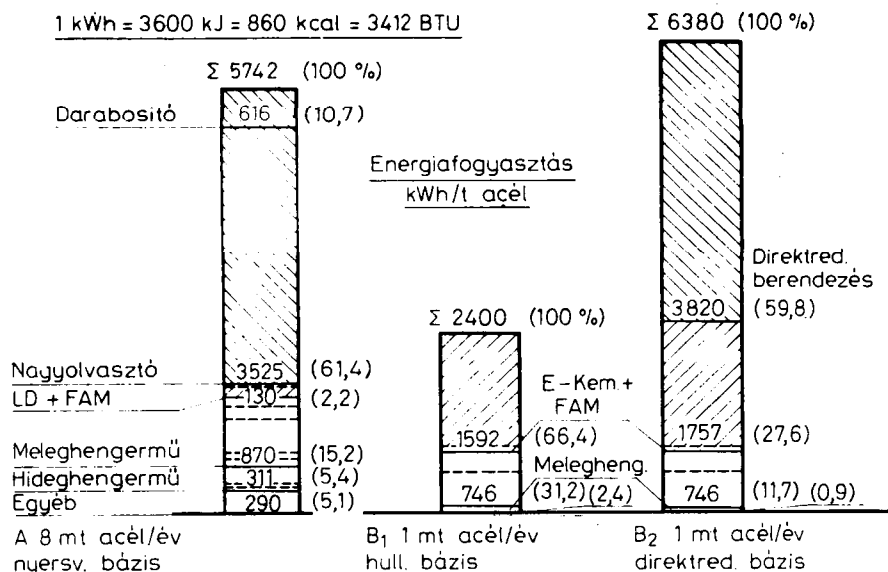 1 kWh = 3600 kJ = 860 kcal = 3412 BTU
Σ 6380 (100 %)
Σ 5742 (100 %)
Darabositó 616 (10,7)
Energiafogyasztás
kWh/t acél
Direktred.
berendezés
3820 (59,8)
Σ 2400 (100 %)
Nagyolvasztó 3525 (61,4)
LD + FAM 130 (2,2)
E-Kem.+
FAM
1592 (66,4) 1757 (27,6)
Meleghengermű 870 (15,2)
Melegheng.
Hideghengermű 311 (5,4)
746 (31,2) (2,4) 746 (11,7) (0,9)
Egyéb 290 (5,1)
A 8 mt acél/év
nyersv. bázis
B₁ 1 mt acél/év
hull. bázis
B₂ 1 mt acél/év
direktred. bázis